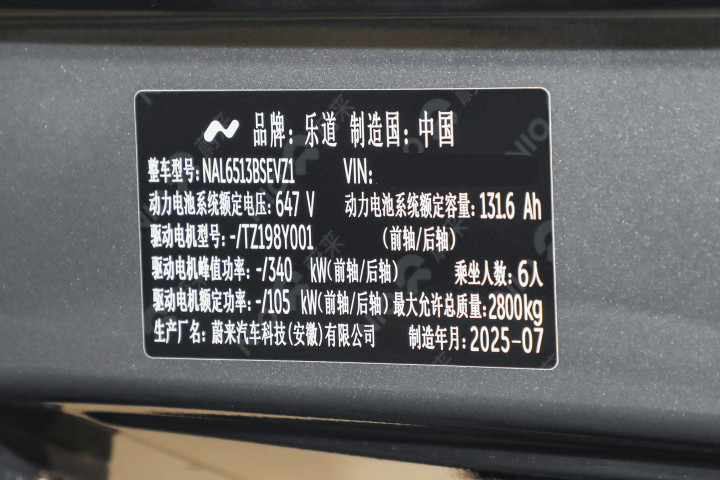 品牌：乐道 制造国：中国
整车型号：NAL6513BSEVZ1 VIN：
动力电池系统额定电压：647 V 动力电池系统额定容量：131.6 Ah
驱动电机型号：-/TZ198Y001 (前轴/后轴)
驱动电机峰值功率：-/340 kW(前轴/后轴) 乘坐人数：6人
驱动电机额定功率：-/105 kW(前轴/后轴) 最大允许总质量：2800kg
生产厂名：蔚来汽车科技(安徽)有限公司 制造年月：2025-07